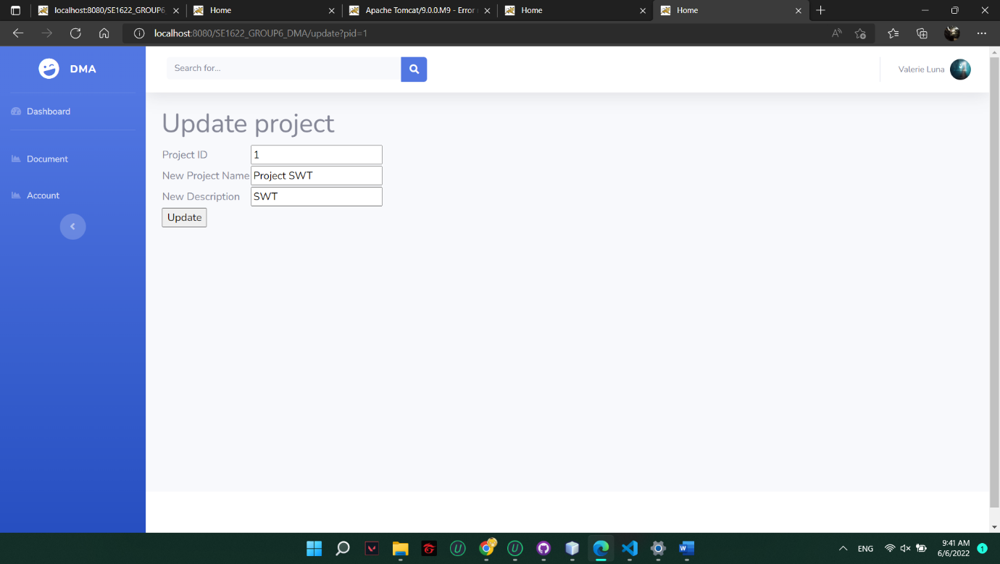 localhost:8080/SE1622_GROUP6_
Home
Apache Tomcat/9.0.0.M9 - Error
Home
Home
localhost:8080/SE1622_GROUP6_DMA/update?pid=1
DMA
Search for...
Valerie Luna
Dashboard
Document
Account
Update project
Project ID
1
New Project Name
Project SWT
New Description
SWT
Update
ENG
9:41 AM
6/6/2022
1